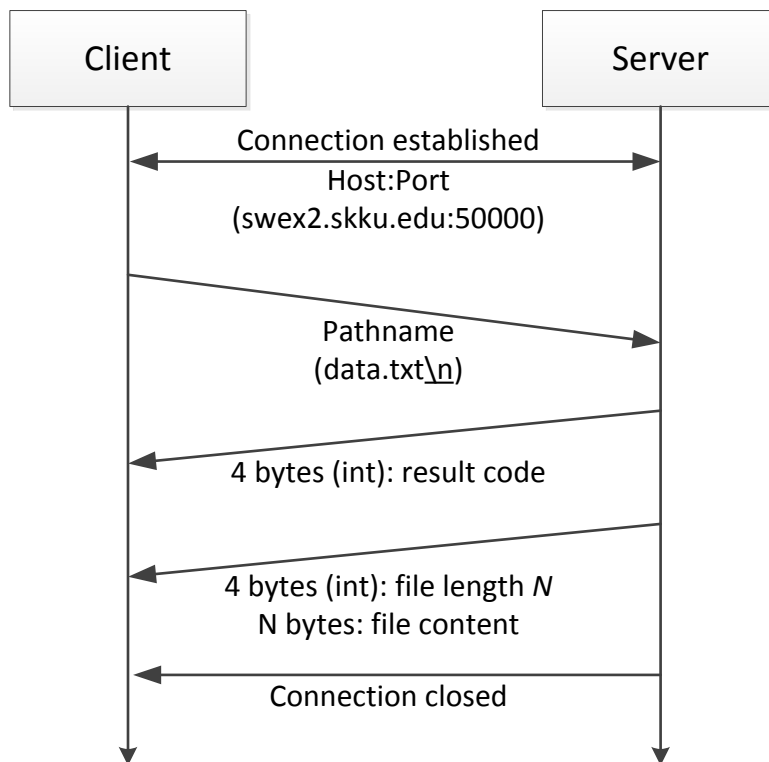 Client
Server
Connection established
Host:Port
(swex2.skku.edu:50000)
Pathname
(data.txt\n)
4 bytes (int): result code
4 bytes (int): file length N
N bytes: file content
Connection closed